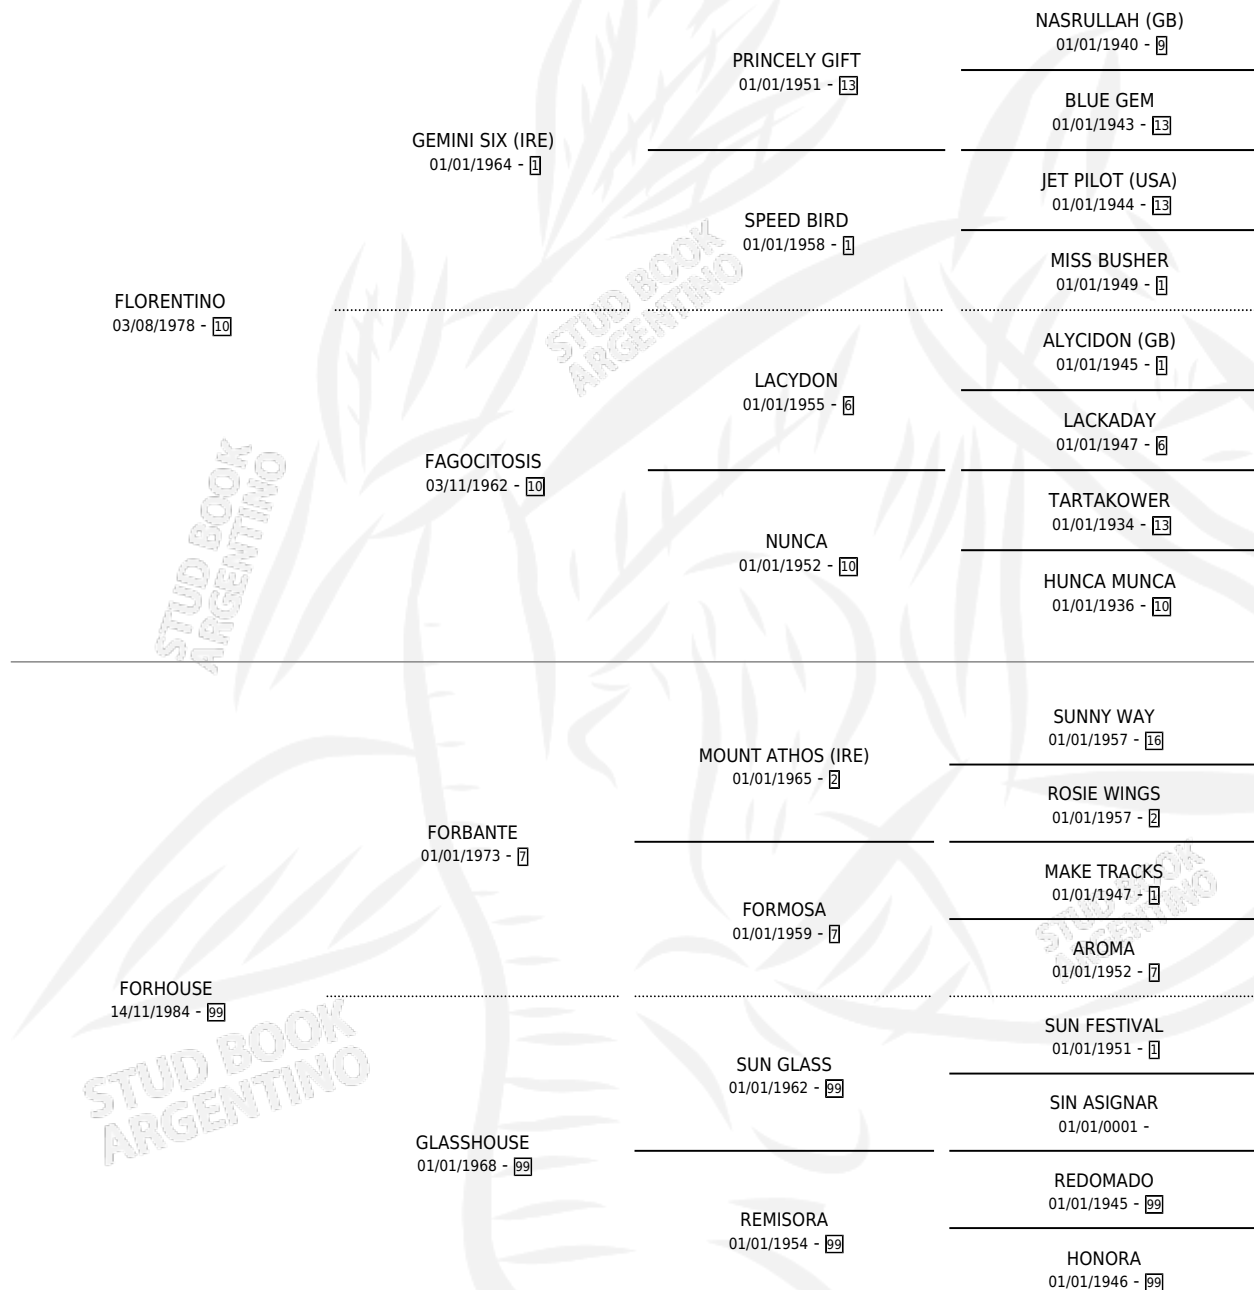 NASRULLAH (GB)
01/01/1940 - 9
PRINCELY GIFT
01/01/1951 - 13
BLUE GEM
01/01/1943 - 13
GEMINI SIX (IRE)
01/01/1964 - 1
JET PILOT (USA)
01/01/1944 - 13
SPEED BIRD
01/01/1958 - 1
MISS BUSHER
01/01/1949 - 1
FLORENTINO
03/08/1978 - 10
ALYCIDON (GB)
01/01/1945 - 1
LACYDON
01/01/1955 - 6
LACKADAY
01/01/1947 - 6
FAGOCITOSIS
03/11/1962 - 10
TARTAKOWER
01/01/1934 - 13
NUNCA
01/01/1952 - 10
HUNCA MUNCA
01/01/1936 - 10
STUD BOOK
ARGENTINO
STUD BOOK
ARGENTINO
SUNNY WAY
01/01/1957 - 16
MOUNT ATHOS (IRE)
01/01/1965 - 2
ROSIE WINGS
01/01/1957 - 2
FORBANTE
01/01/1973 - 7
MAKE TRACKS
01/01/1947 - 1
FORMOSA
01/01/1959 - 7
AROMA
01/01/1952 - 7
FORHOUSE
14/11/1984 - 99
SUN FESTIVAL
01/01/1951 - 1
SUN GLASS
01/01/1962 - 99
SIN ASIGNAR
01/01/0001 -
GLASSHOUSE
01/01/1968 - 99
REDOMADO
01/01/1945 - 99
REMISORA
01/01/1954 - 99
HONORA
01/01/1946 - 99
STUD BOOK
ARGENTINO
STUD BOOK
ARGENTINO